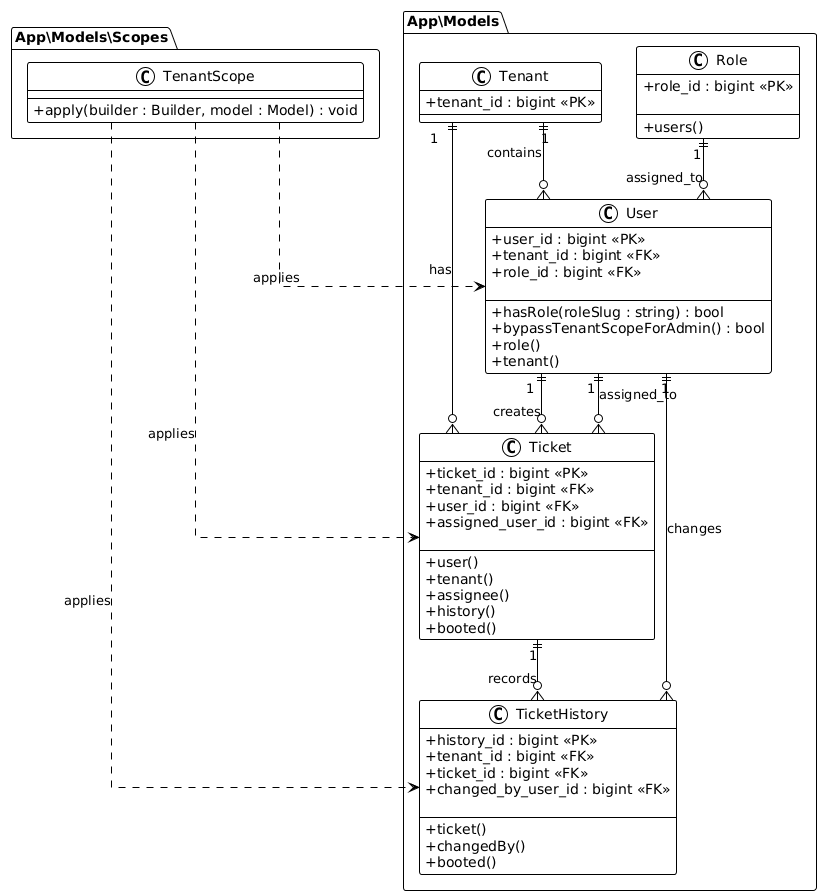 App\Models\Scopes
C TenantScope
+apply(builder : Builder, model : Model) : void
App\Models
C Tenant
+tenant_id : bigint «PK»
C Role
+role_id : bigint «PK»
+users()
1
1
contains
1
assigned_to
C User
+user_id : bigint «PK»
+tenant_id : bigint «FK»
+role_id : bigint «FK»
+hasRole(roleSlug : string) : bool
+bypassTenantScopeForAdmin() : bool
+role()
+tenant()
has
applies
1
creates
1
assigned_to
1
changes
applies
C Ticket
+ticket_id : bigint «PK»
+tenant_id : bigint «FK»
+user_id : bigint «FK»
+assigned_user_id : bigint «FK»
+user()
+tenant()
+assignee()
+history()
+booted()
applies
1
records
C TicketHistory
+history_id : bigint «PK»
+tenant_id : bigint «FK»
+ticket_id : bigint «FK»
+changed_by_user_id : bigint «FK»
+ticket()
+changedBy()
+booted()